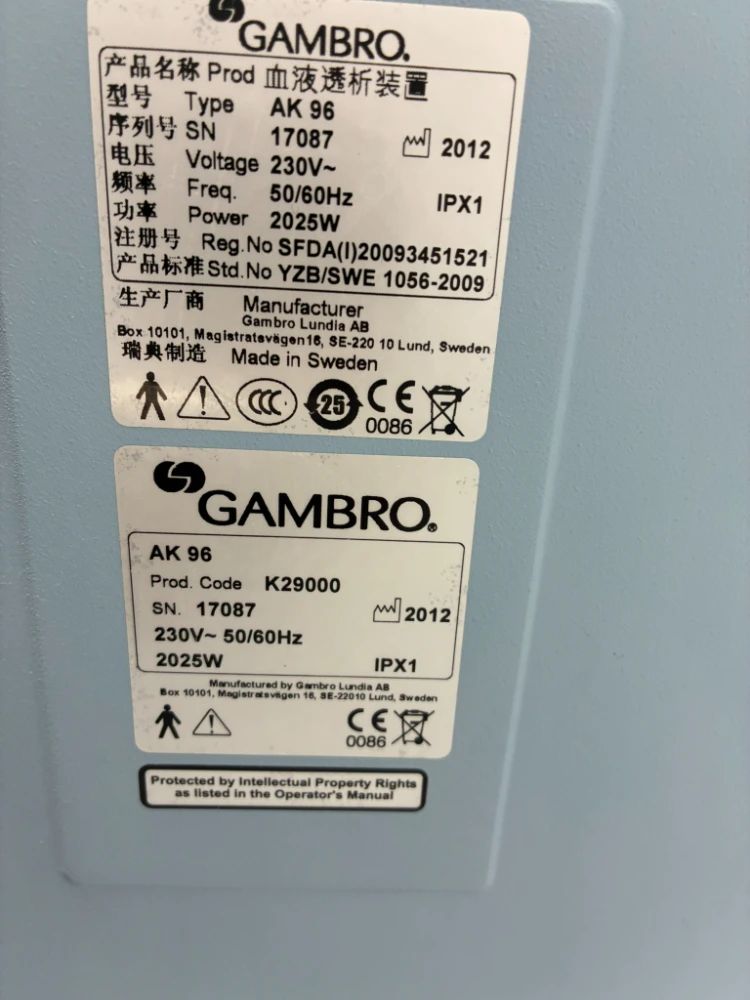 GAMBRO.
产品名称 Prod 血液透析装置
型号 Type AK 96
序列号 SN 17087 2012
电压 Voltage 230V~
频率 Freq. 50/60Hz IPX1
功率 Power 2025W
注册号 Reg.No SFDA(I)20093451521
产品标准 Std.No YZB/SWE 1056-2009
生产厂商 Manufacturer
Gambro Lundia AB
Box 10101, Magistratsvägen16, SE-220 10 Lund, Sweden
瑞典制造 Made in Sweden
CCC 25 CE 0086
GAMBRO®
AK 96
Prod. Code K29000
SN. 17087 2012
230V~ 50/60Hz
2025W IPX1
Manufactured by Gambro Lundia AB
Box 10101, Magistratsvägen 16, SE-22010 Lund, Sweden
CE 0086
Protected by Intellectual Property Rights
as listed in the Operator's Manual